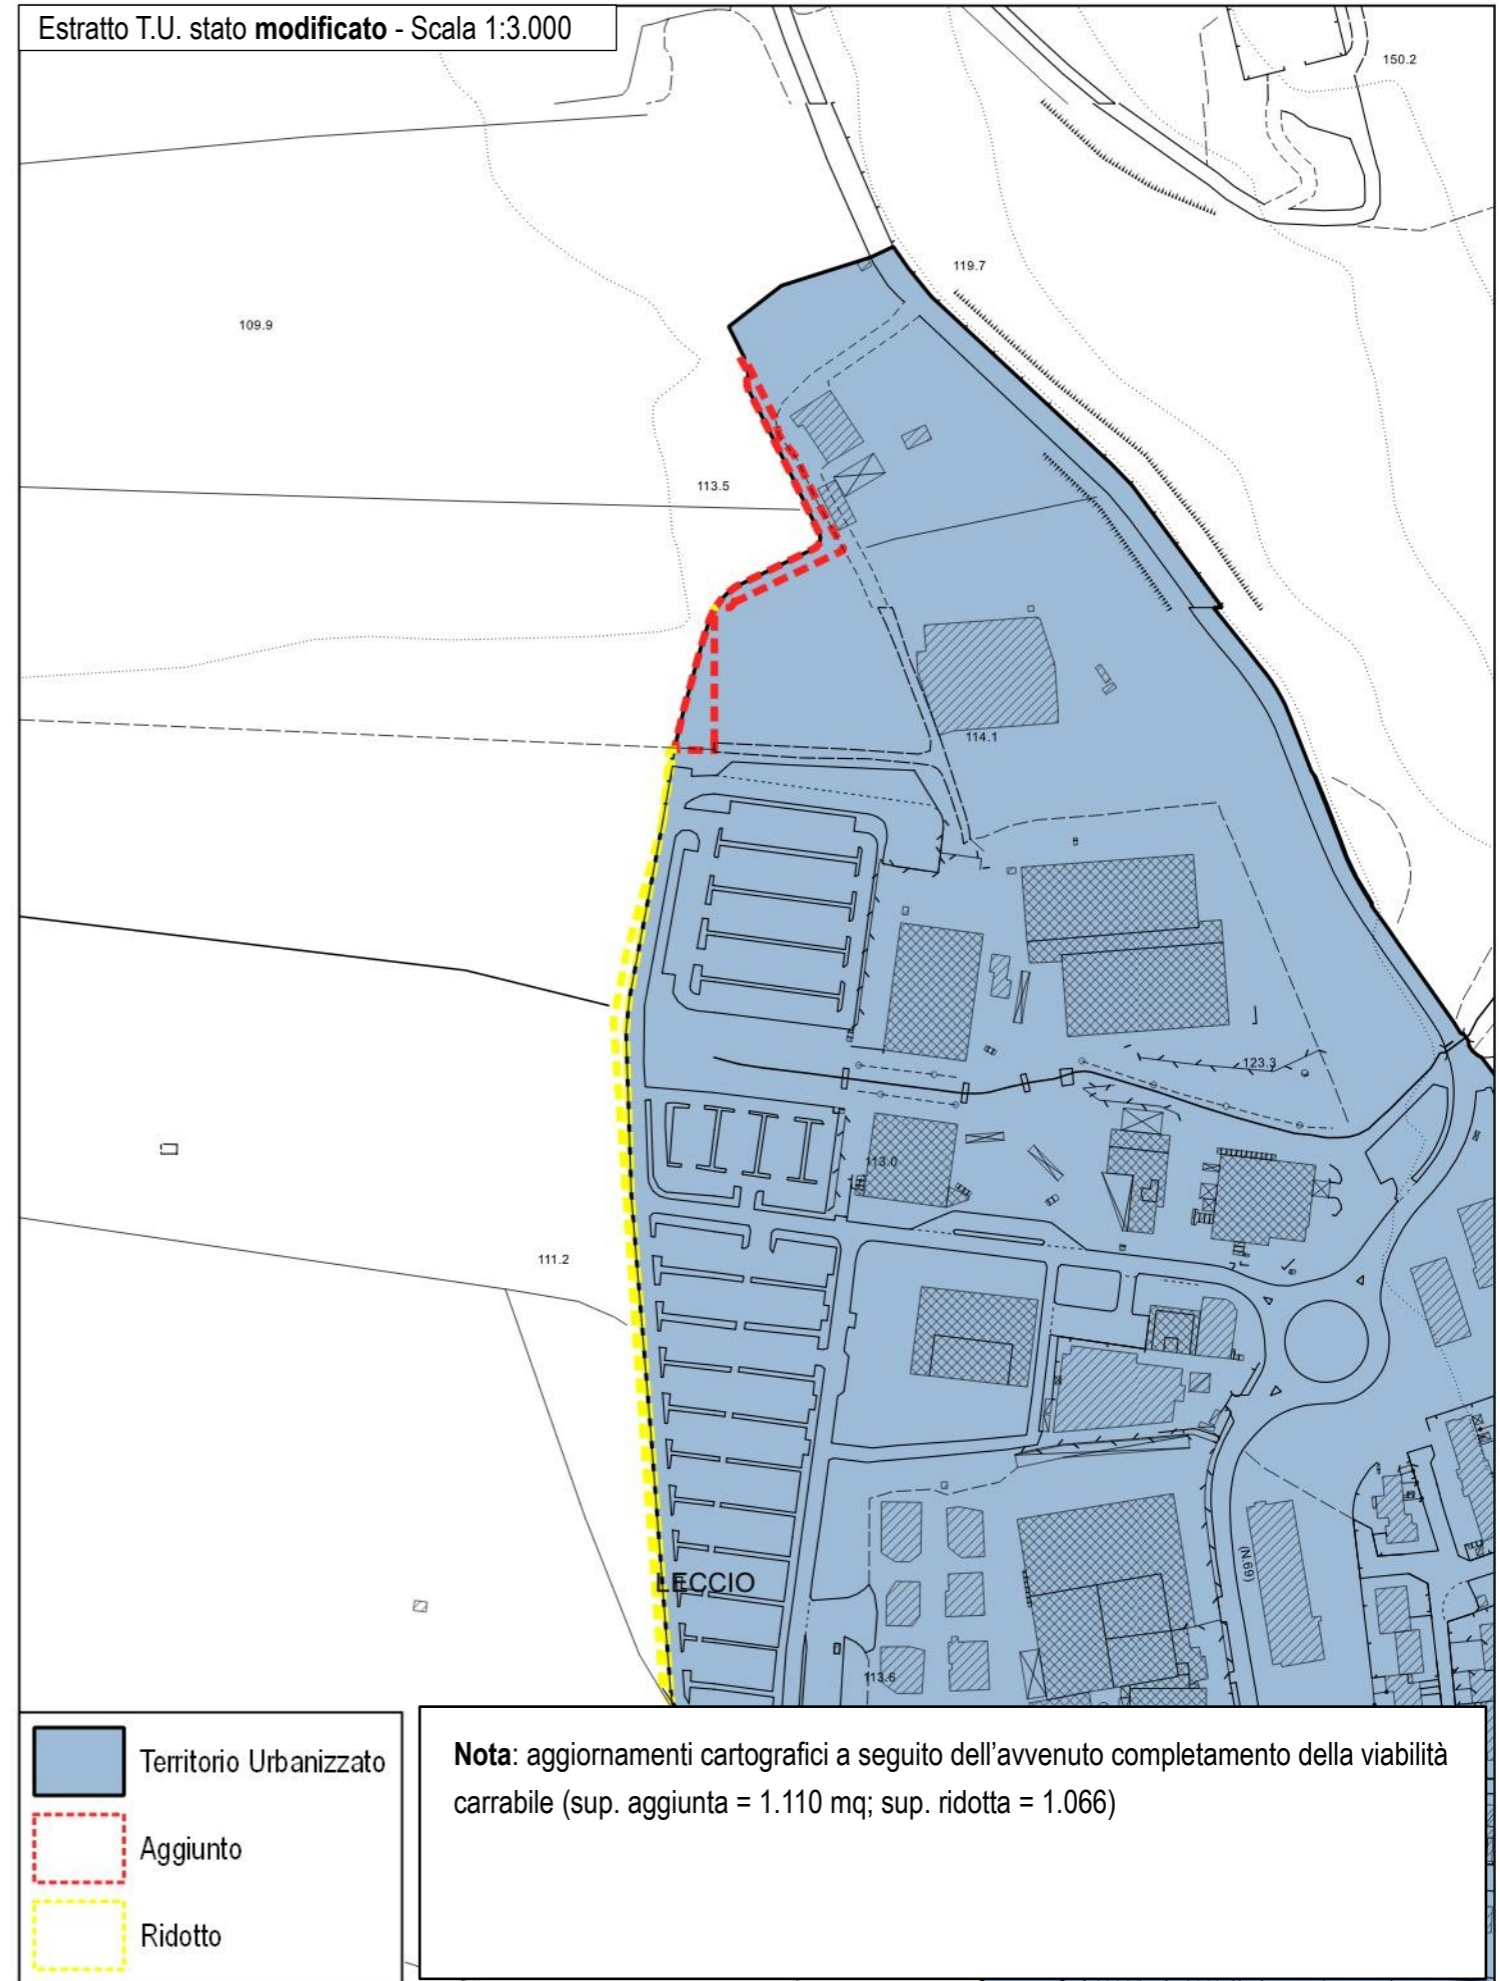 Estratto T.U. stato modificato - Scala 1:3.000
150.2
119.7
109.9
113.5
114.1
123.3
113.0
111.2
(N.69)
LECCIO
113.6
Territorio Urbanizzato
Aggiunto
Ridotto
Nota: aggiornamenti cartografici a seguito dell'avvenuto completamento della viabilità
carrabile (sup. aggiunta = 1.110 mq; sup. ridotta = 1.066)